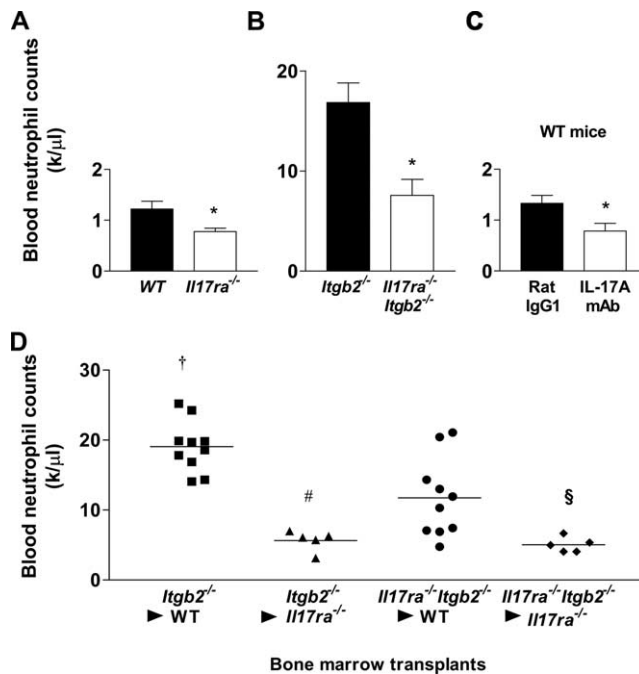 A
B
C
Blood neutrophil counts
(k/µl)
2
1
0
WT Il17ra-/-
*
20
10
0
Itgb2-/- Il17ra-/-
Itgb2-/-
*
WT mice
2
1
0
Rat IL-17A
IgG1 mAb
*
D
Blood neutrophil counts
(k/µl)
30
20
10
0
†
#
§
Itgb2-/- Itgb2-/- Il17ra-/-Itgb2-/- Il17ra-/-Itgb2-/-
► WT ► Il17ra-/- ► WT ► Il17ra-/-
Bone marrow transplants